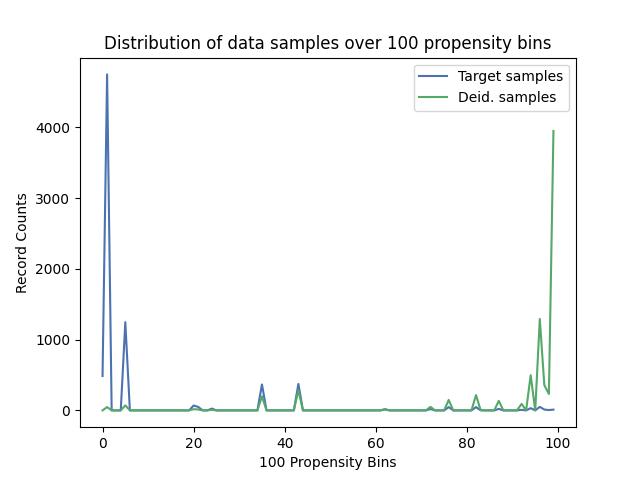 Distribution of data samples over 100 propensity bins
Target samples
Deid. samples
Record Counts
4000
3000
2000
1000
0
0 20 40 60 80 100
100 Propensity Bins